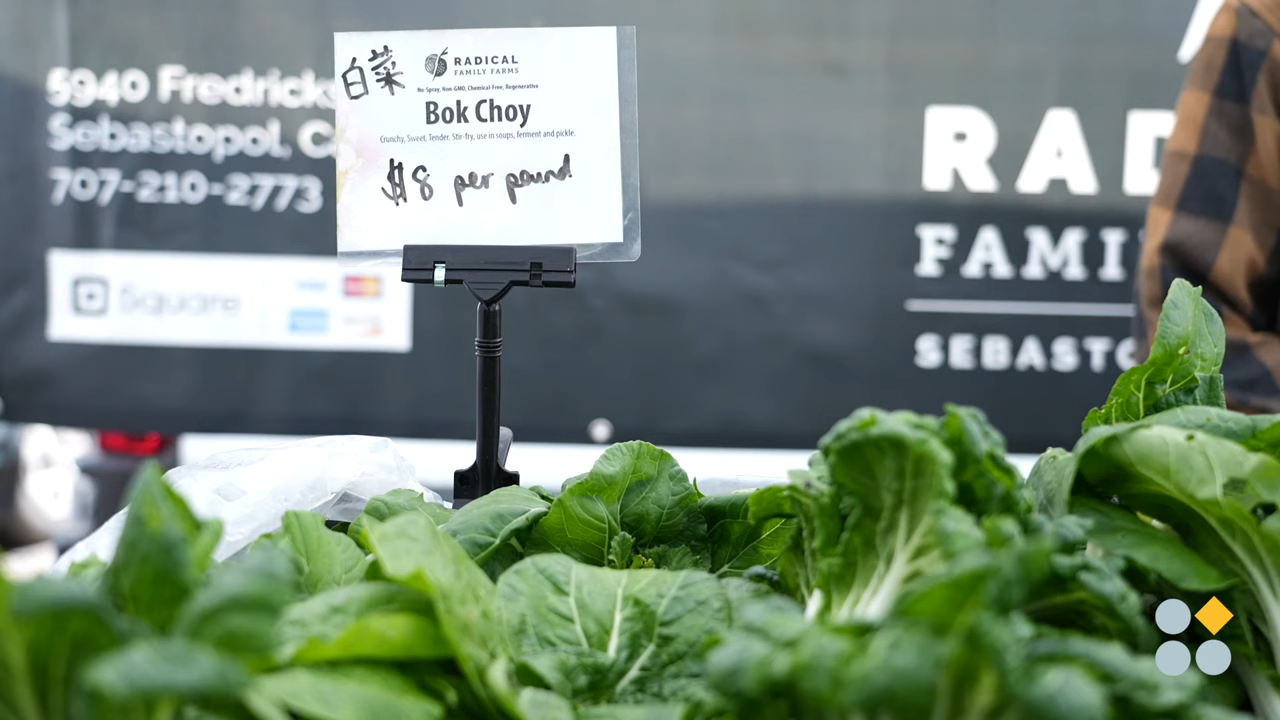 白菜
RADICAL
FAMILY FARMS
No-Spray, Non-GMO, Chemical-Free, Regenerative
Bok Choy
Crunchy, Sweet, Tender. Stir-fry, use in soups, ferment and pickle.
$8 per pound
5940 Fredricks
Sebastopol, C
707-210-2773
Square
RAD
FAMI
SEBASTO